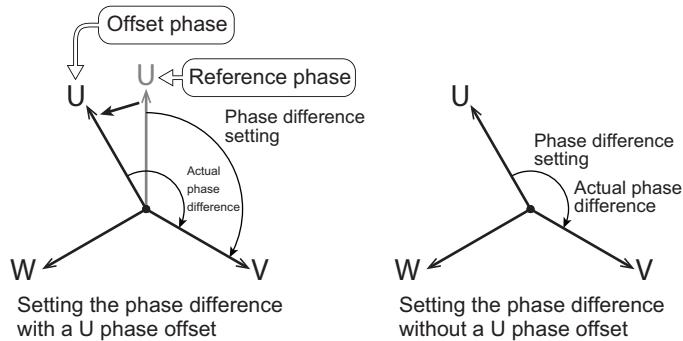 Offset phase
U
U
Reference phase
Phase difference
setting
Actual
phase
difference
W
V
Setting the phase difference
with a U phase offset
U
Phase difference
setting
Actual phase
difference
W
V
Setting the phase difference
without a U phase offset